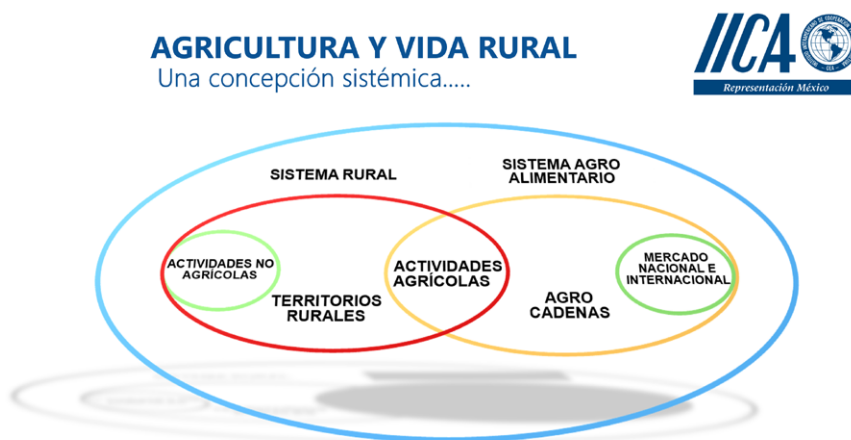 AGRICULTURA Y VIDA RURAL
Una concepción sistémica.....
IICA
Representación México
SISTEMA RURAL
SISTEMA AGRO
ALIMENTARIO
ACTIVIDADES NO
AGRÍCOLAS
ACTIVIDADES
AGRÍCOLAS
MERCADO
NACIONAL E
INTERNACIONAL
TERRITORIOS
RURALES
AGRO
CADENAS